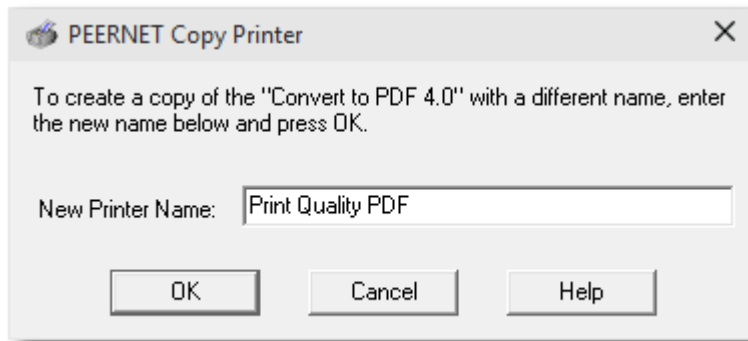 PEERNET Copy Printer
To create a copy of the "Convert to PDF 4.0" with a different name, enter
the new name below and press OK.
New Printer Name: Print Quality PDF
OK Cancel Help